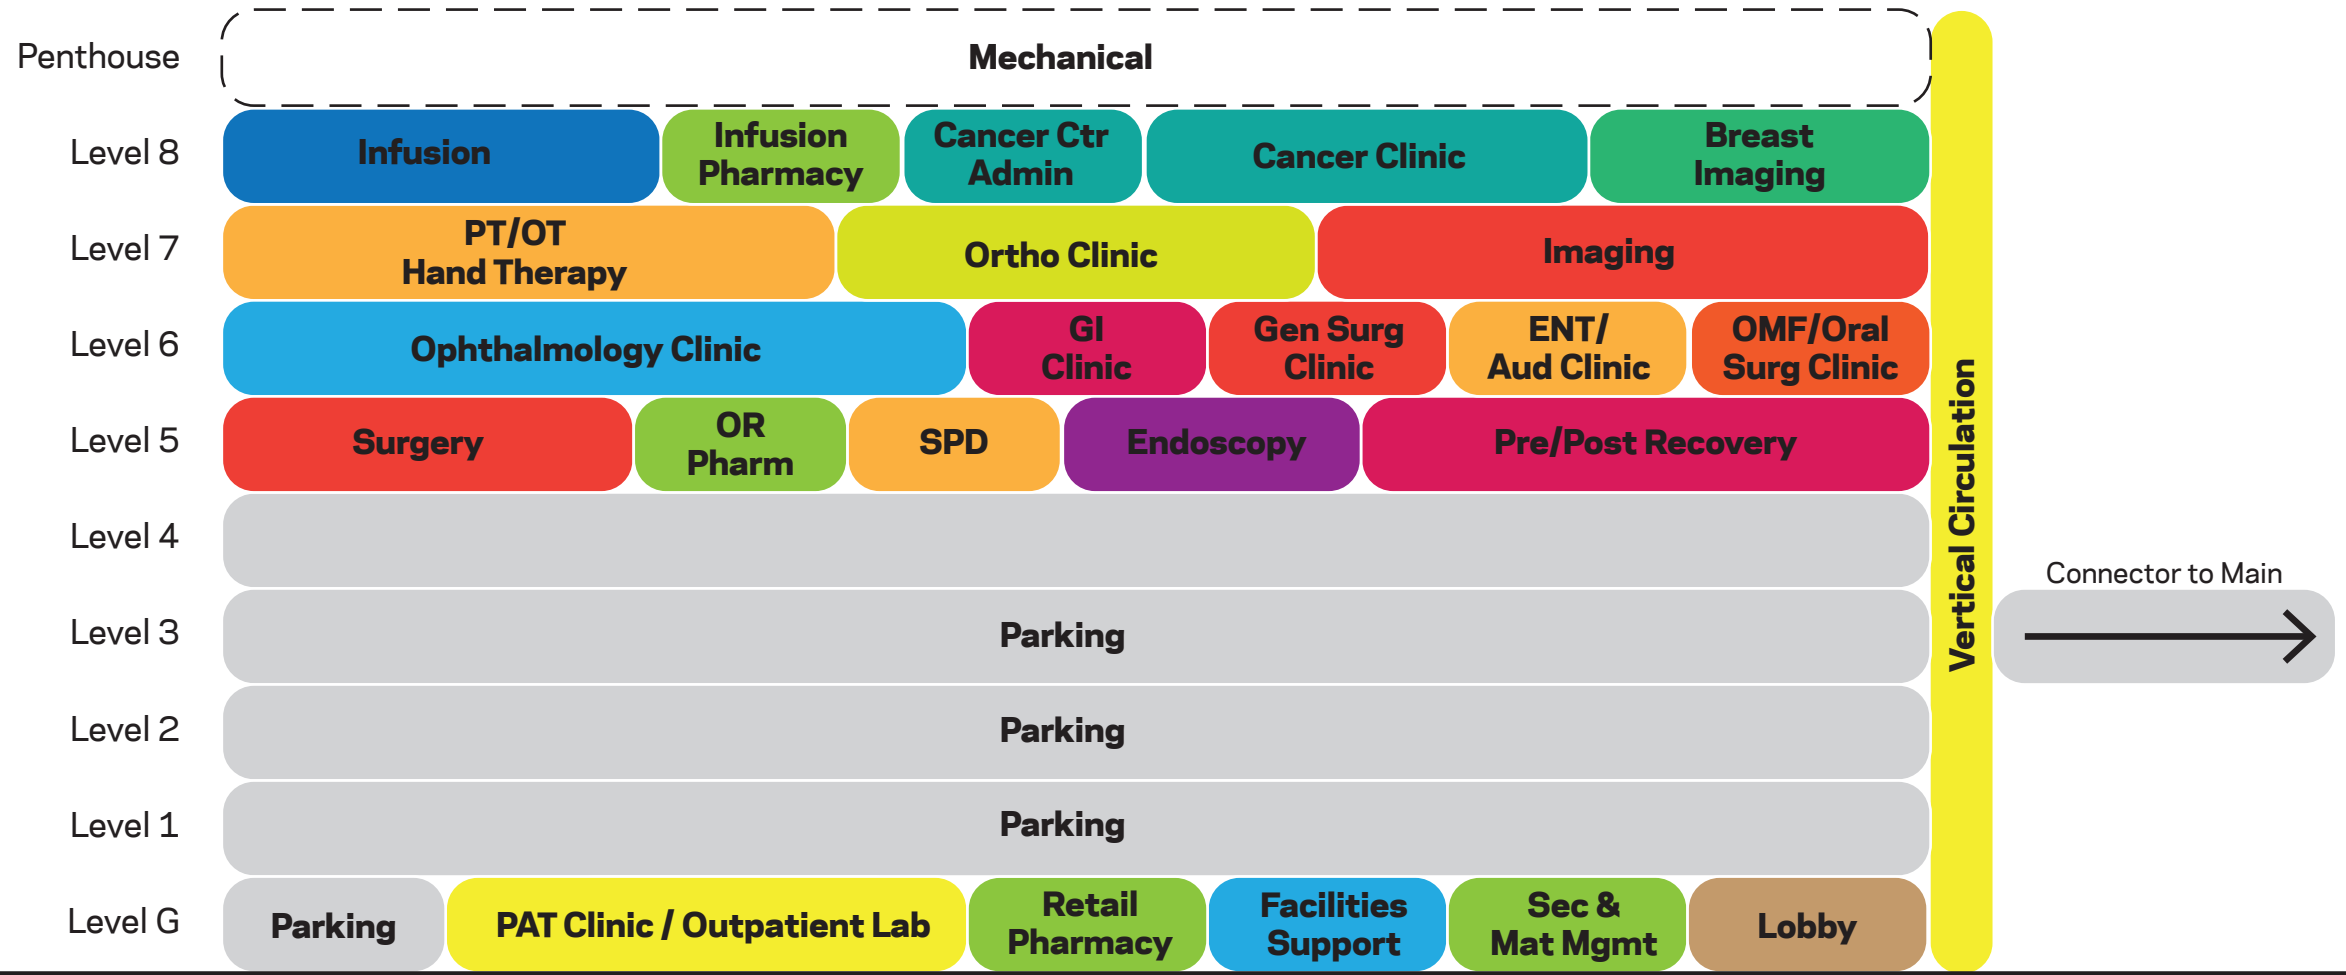 Penthouse
Mechanical
Level 8
Infusion
Infusion
Pharmacy
Cancer Ctr
Admin
Cancer Clinic
Breast
Imaging
Level 7
PT/OT
Hand Therapy
Ortho Clinic
Imaging
Level 6
Ophthalmology Clinic
GI
Clinic
Gen Surg
Clinic
ENT/
Aud Clinic
OMF/Oral
Surg Clinic
Level 5
Surgery
OR
Pharm
SPD
Endoscopy
Pre/Post Recovery
Level 4
Level 3
Parking
Level 2
Parking
Level 1
Parking
Level G
Parking
PAT Clinic / Outpatient Lab
Retail
Pharmacy
Facilities
Support
Sec &
Mat Mgmt
Lobby
Vertical Circulation
Connector to Main